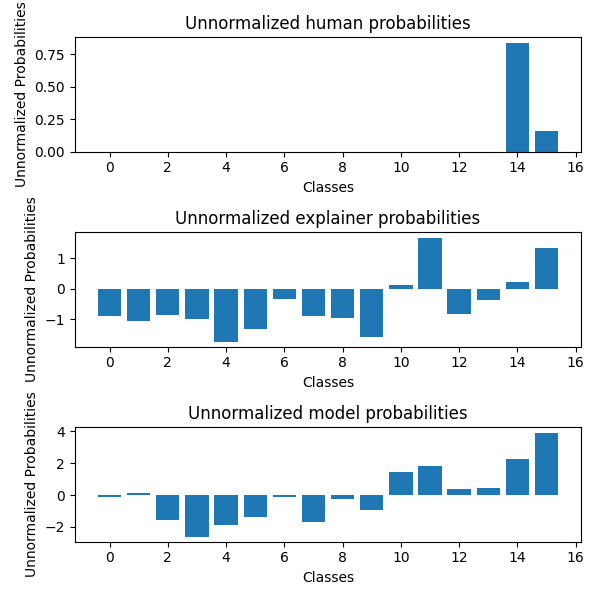 Unnormalized human probabilities
Unnormalized Probabilities
0.75
0.50
0.25
0.00
0 2 4 6 8 10 12 14 16
Classes
Unnormalized explainer probabilities
Unnormalized Probabilities
1
0
−1
0 2 4 6 8 10 12 14 16
Classes
Unnormalized model probabilities
Unnormalized Probabilities
4
2
0
−2
0 2 4 6 8 10 12 14 16
Classes